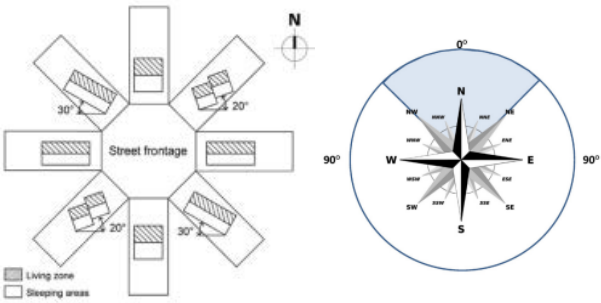 N
30°
20°
Street frontage
20°
30°
Living zone
Sleeping areas
0°
N
NW
NNW
NNE
NE
WNW
ENE
90°
W
E
90°
WSW
ESE
SW
SSW
SSE
SE
S